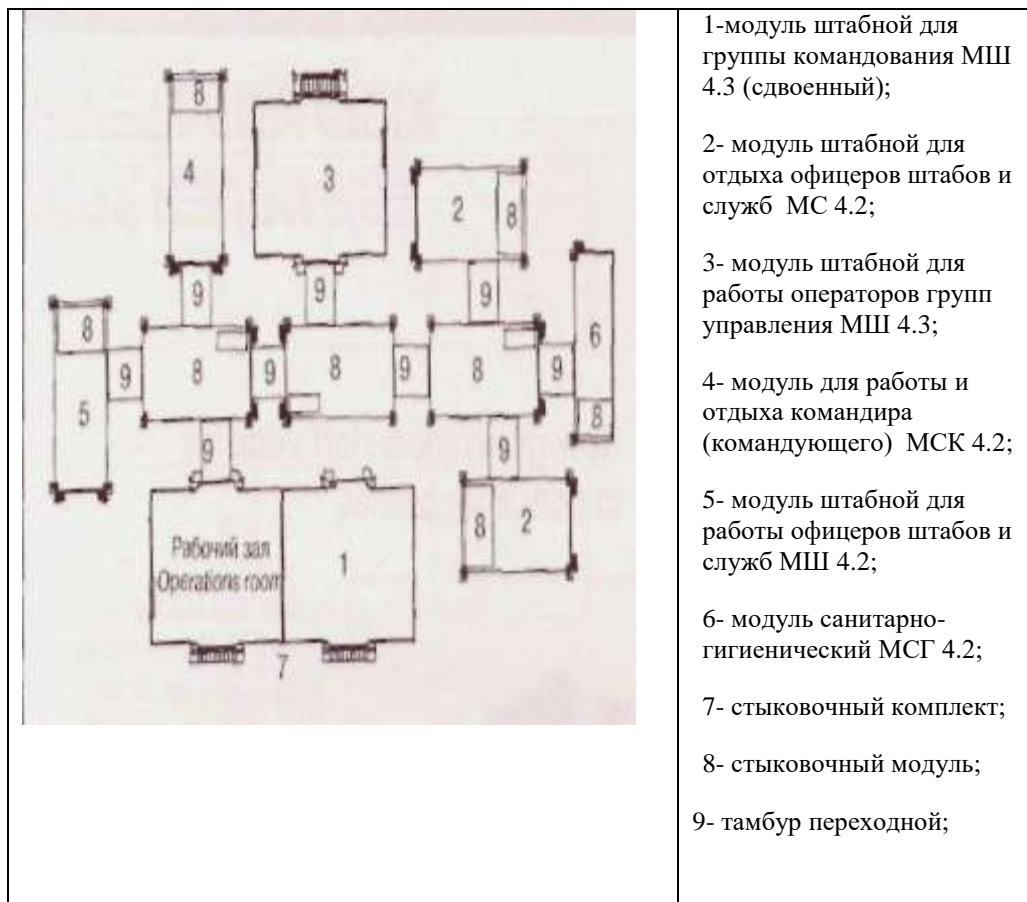 8
4
3
2
8
9
9
9
6
8
9
8
9
8
9
8
9
5
8
9
9
8
2
Рабочий зал
Operations room
1
7
1-модуль штабной для
группы командования МШ
4.3 (сдвоенный);
2- модуль штабной для
отдыха офицеров штабов и
служб МС 4.2;
3- модуль штабной для
работы операторов групп
управления МШ 4.3;
4- модуль для работы и
отдыха командира
(командующего) МСК 4.2;
5- модуль штабной для
работы офицеров штабов и
служб МШ 4.2;
6- модуль санитарно-
гигиенический МСГ 4.2;
7- стыковочный комплект;
8- стыковочный модуль;
9- тамбур переходной;